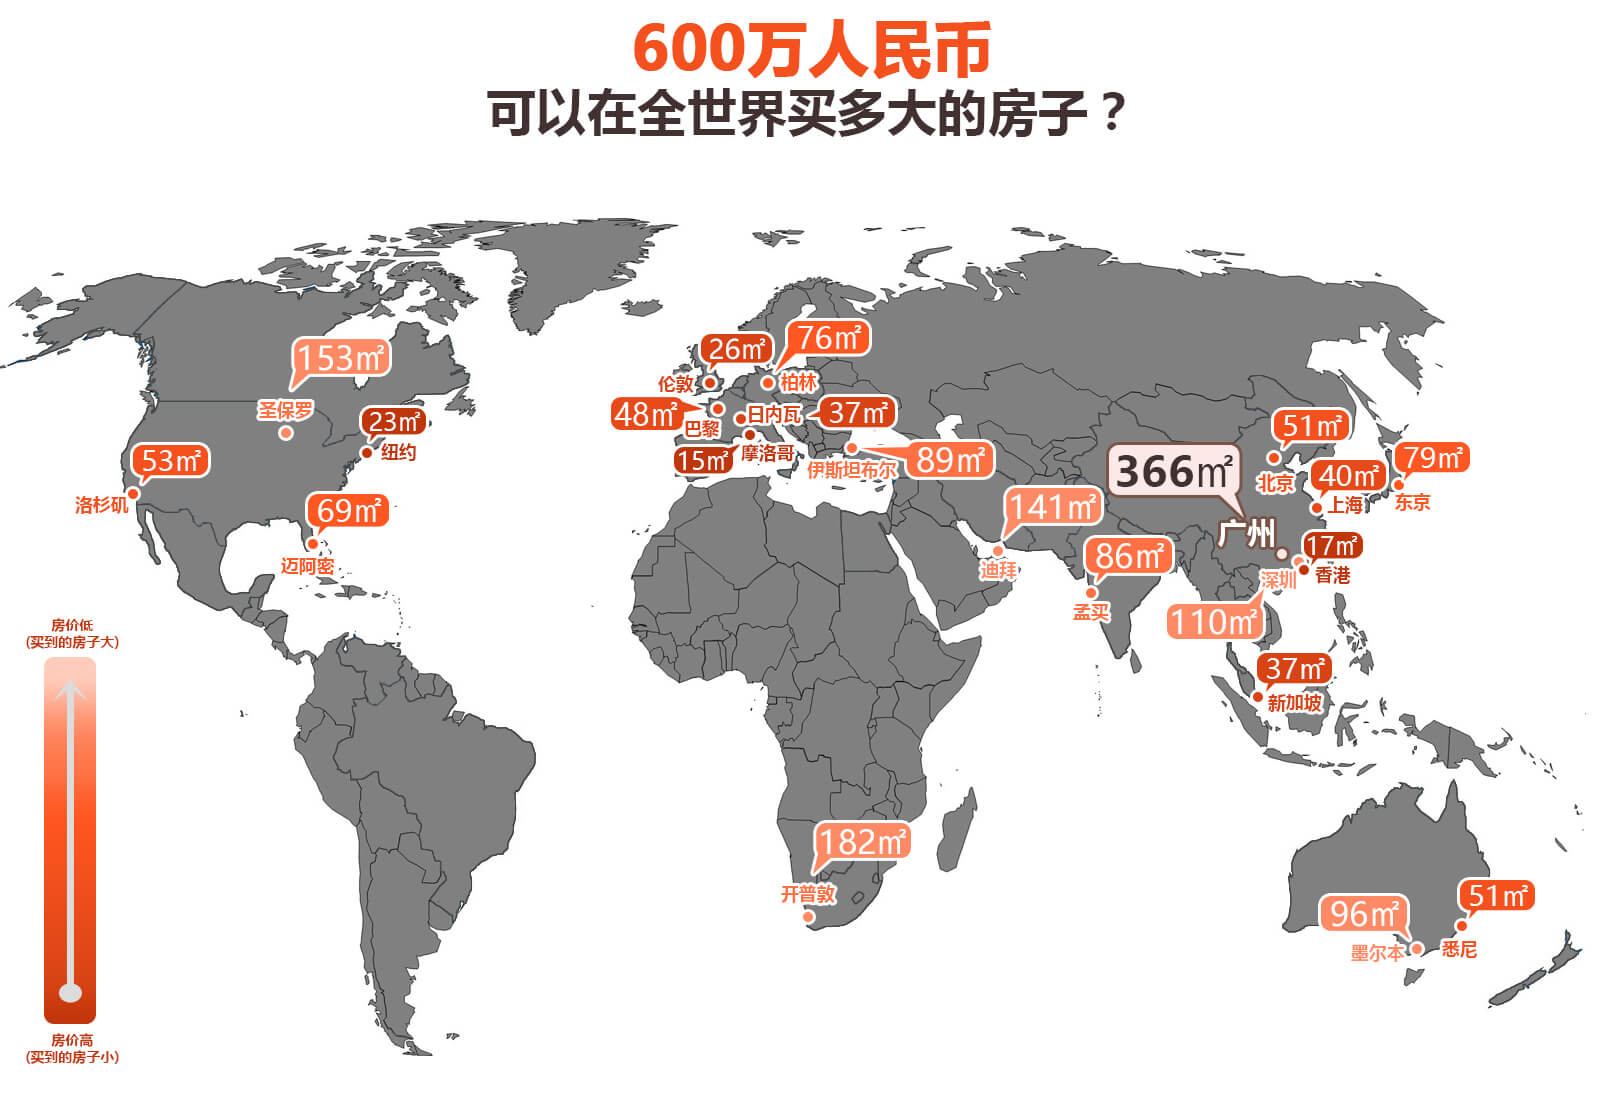 600万人民币
可以在全世界买多大的房子？
153㎡
圣保罗
23㎡
纽约
53㎡
洛杉矶
69㎡
迈阿密
26㎡
伦敦
76㎡
柏林
48㎡
巴黎
日内瓦
37㎡
15㎡
摩洛哥
伊斯坦布尔
89㎡
141㎡
迪拜
86㎡
孟买
366㎡
广州
51㎡
北京
40㎡
上海
79㎡
东京
17㎡
香港
深圳
110㎡
37㎡
新加坡
182㎡
开普敦
96㎡
墨尔本
51㎡
悉尼
房价低
(买到的房子大)
房价高
(买到的房子小)